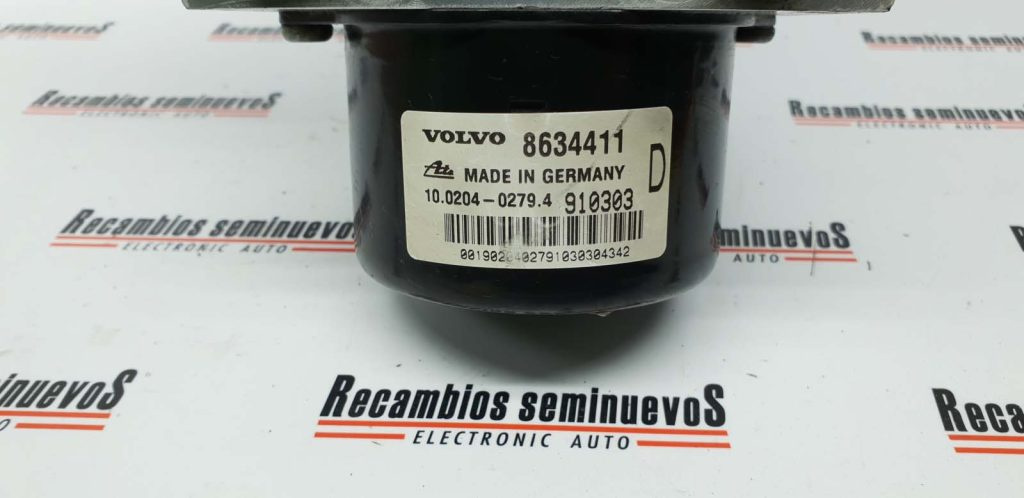 Recambios seminuevoS
ELECTRONIC AUTO
Recambios seminuevoS
ELECTRONIC AUTO
VOLVO 8634411
Ate MADE IN GERMANY
D
10.0204-0279.4 910303
Recambios seminuevoS
ELECTRONIC AUTO
seminuevoS
AUTO
seminuevoS
AUTO
Recambios seminuevoS
ELECTRONIC AUTO
Recambios
ELECTRONIC